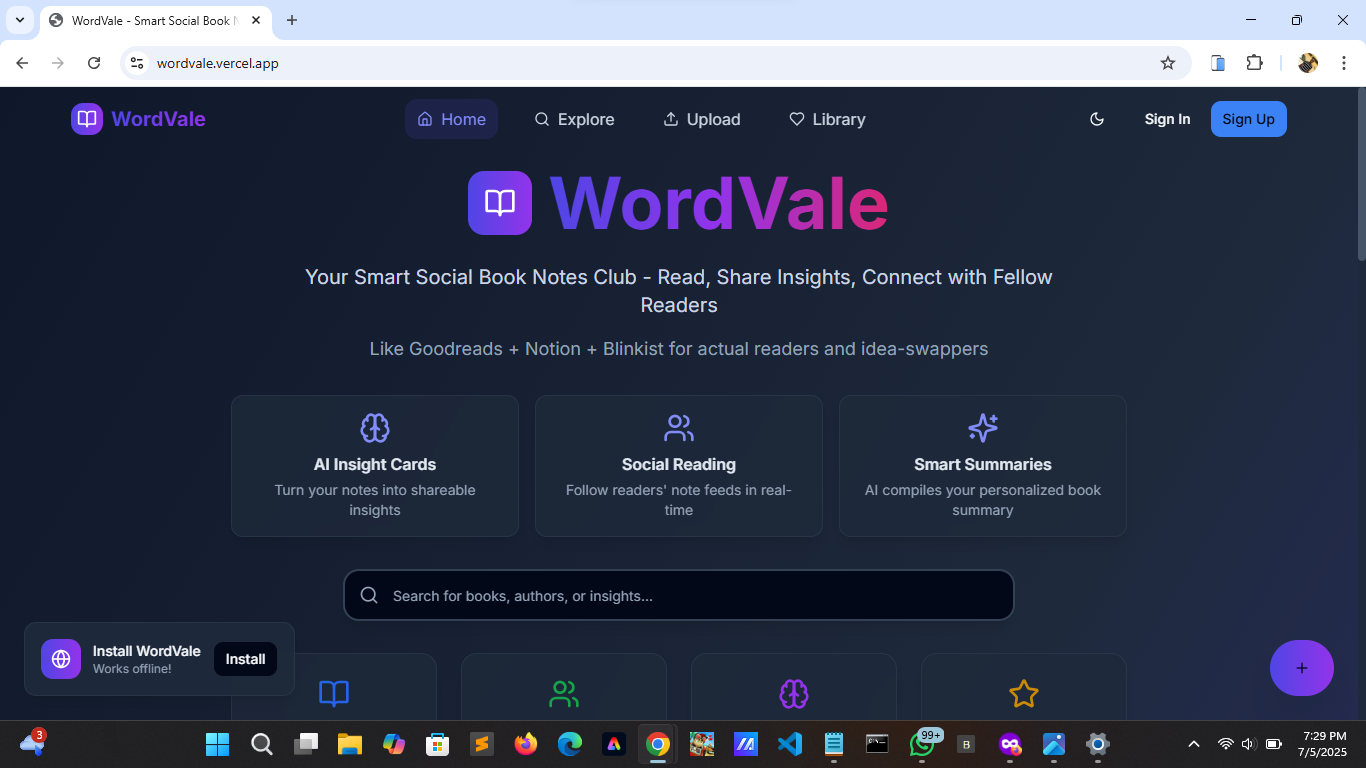 WordVale - Smart Social Book N
wordvale.vercel.app
WordVale
Home
Explore
Upload
Library
Sign In
Sign Up
WordVale
Your Smart Social Book Notes Club - Read, Share Insights, Connect with Fellow
Readers
Like Goodreads + Notion + Blinkist for actual readers and idea-swappers
AI Insight Cards
Turn your notes into shareable
insights
Social Reading
Follow readers' note feeds in real-
time
Smart Summaries
AI compiles your personalized book
summary
Search for books, authors, or insights...
Install WordVale
Works offline!
Install
+
3
A
B
99+
7:29 PM
7/5/2025